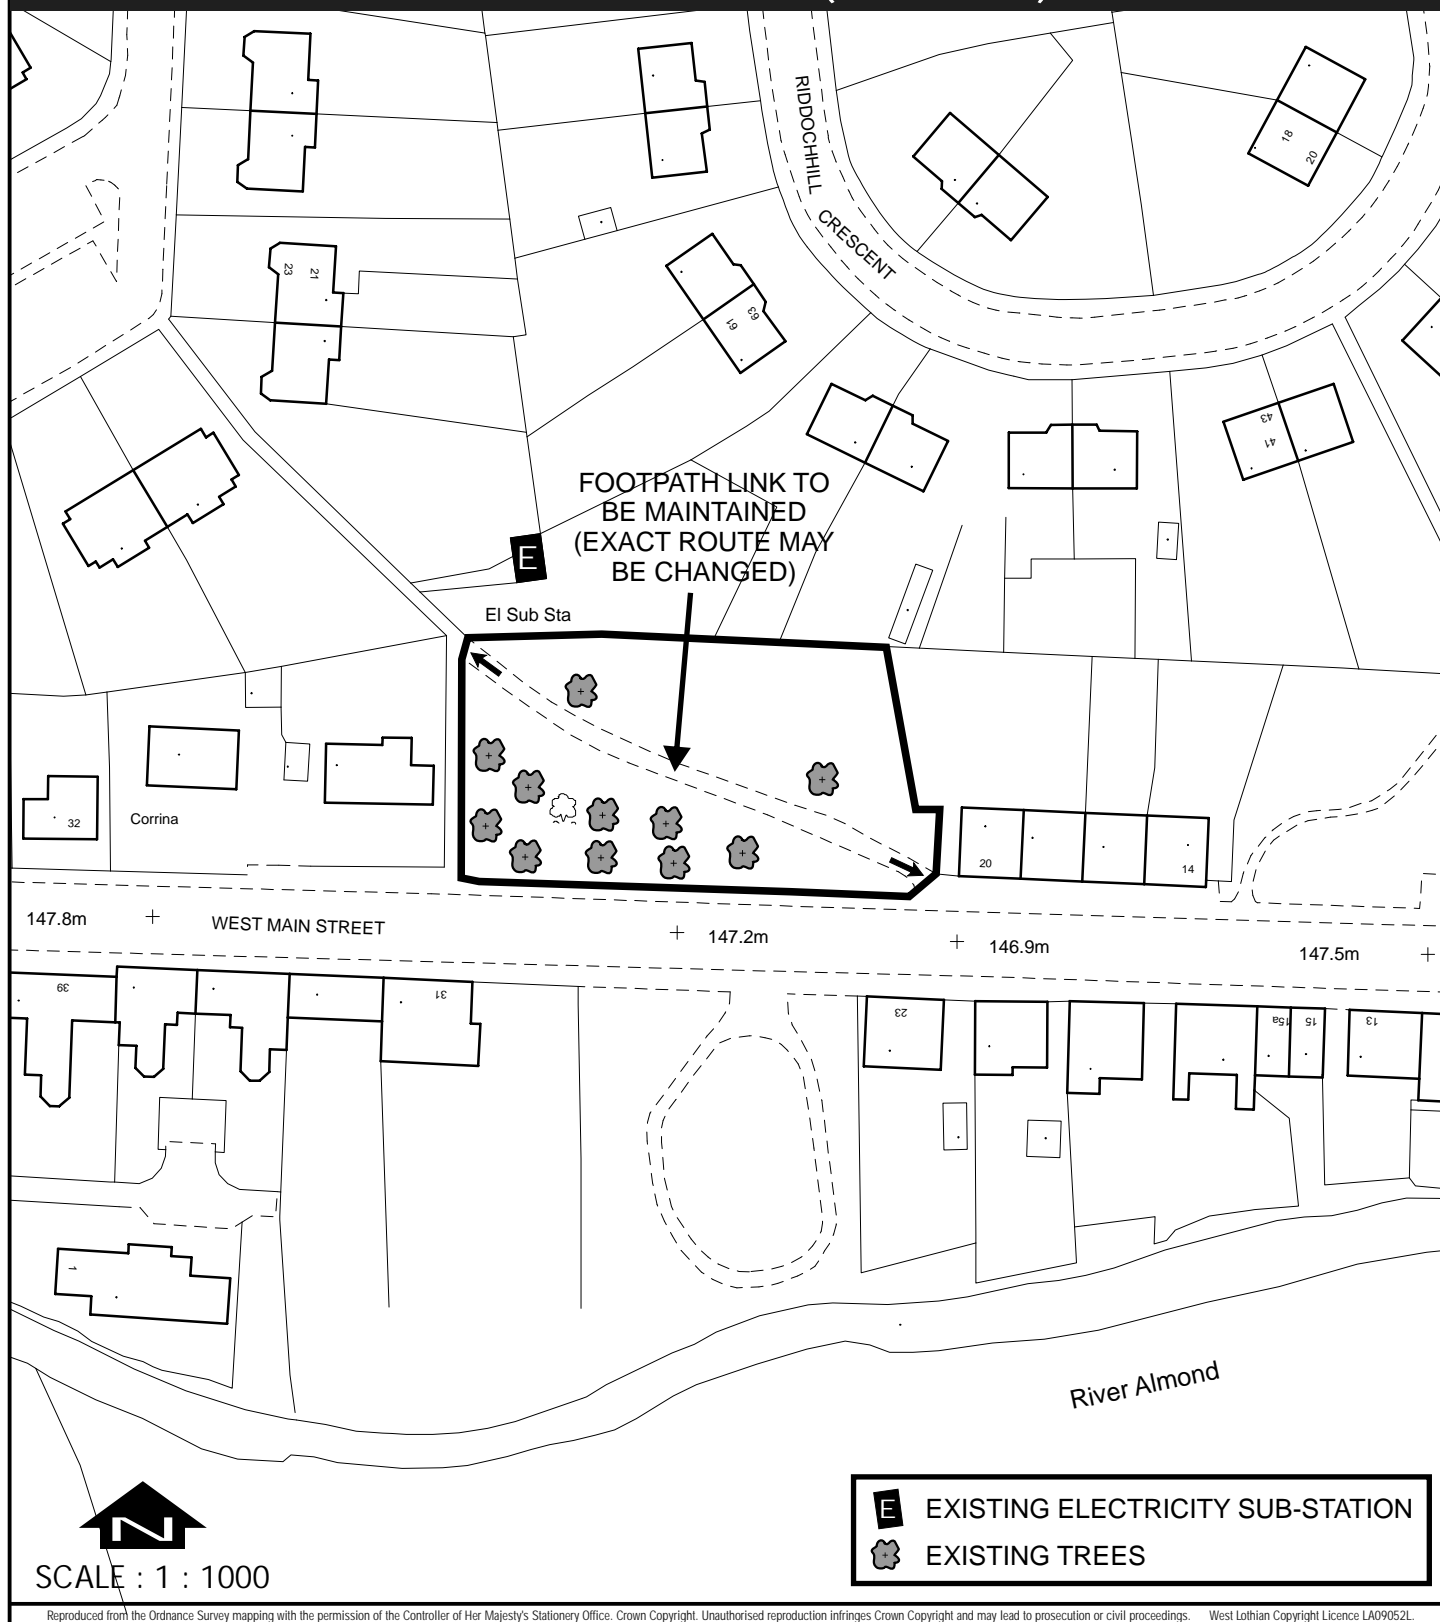 RIDDOCHHILL
CRESCENT
18
20
23
21
63
61
43
41
FOOTPATH LINK TO
BE MAINTAINED
(EXACT ROUTE MAY
BE CHANGED)
E
El Sub Sta
32
Corrina
20
14
147.8m
WEST MAIN STREET
147.2m
146.9m
147.5m
39
31
23
15a
15
13
1
River Almond
N
SCALE : 1 : 1000
E EXISTING ELECTRICITY SUB-STATION
EXISTING TREES
Reproduced from the Ordnance Survey mapping with the permission of the Controller of Her Majesty's Stationery Office. Crown Copyright. Unauthorised reproduction infringes Crown Copyright and may lead to prosecution or civil proceedings. West Lothian Copyright Licence LA09052L.